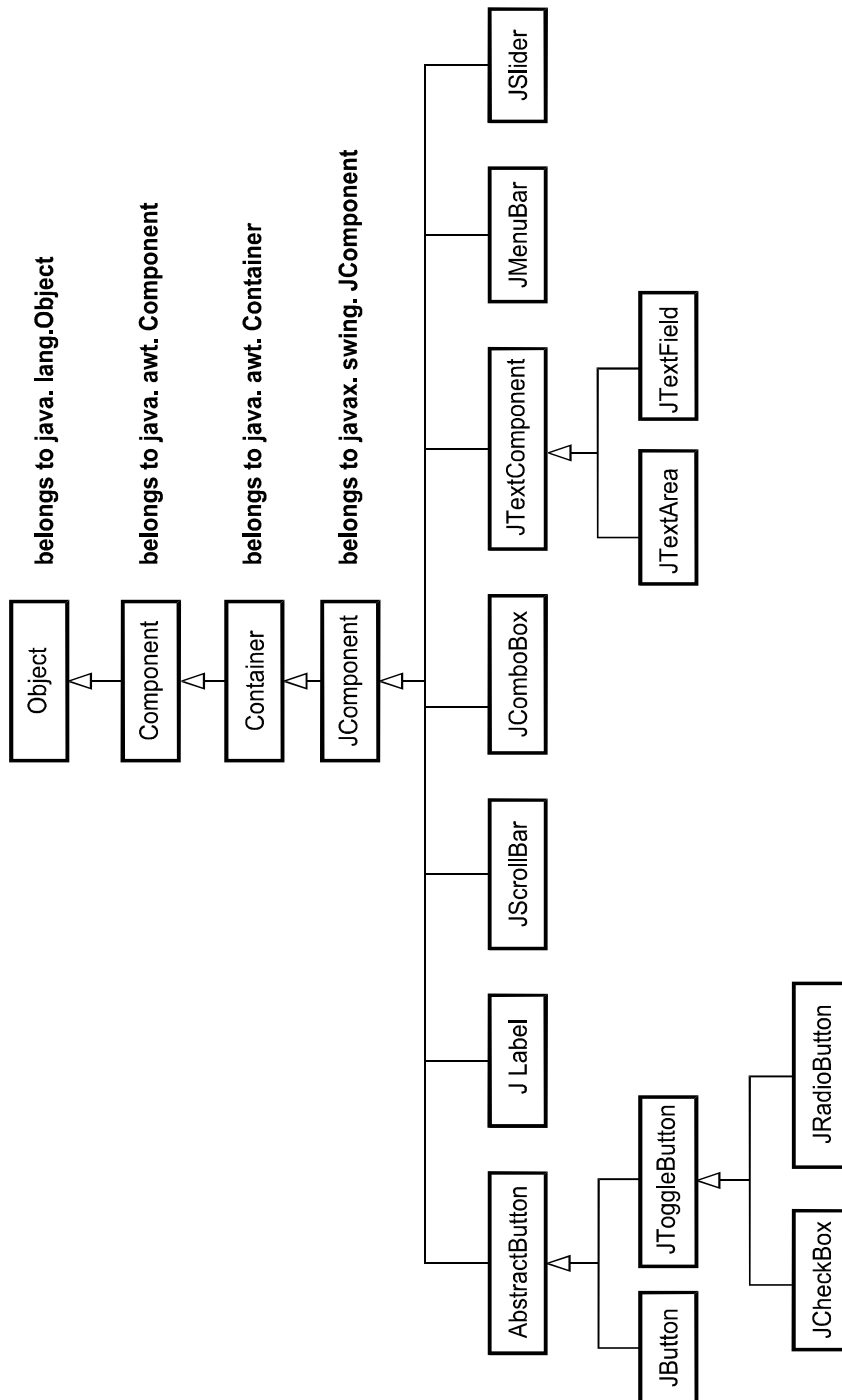 Object
belongs to java. lang.Object
Component
belongs to java. awt. Component
Container
belongs to java. awt. Container
JComponent
belongs to javax. swing. JComponent
AbstractButton
J Label
JScrollBar
JComboBox
JTextComponent
JMenuBar
JSlider
JButton
JToggleButton
JTextArea
JTextField
JCheckBox
JRadioButton